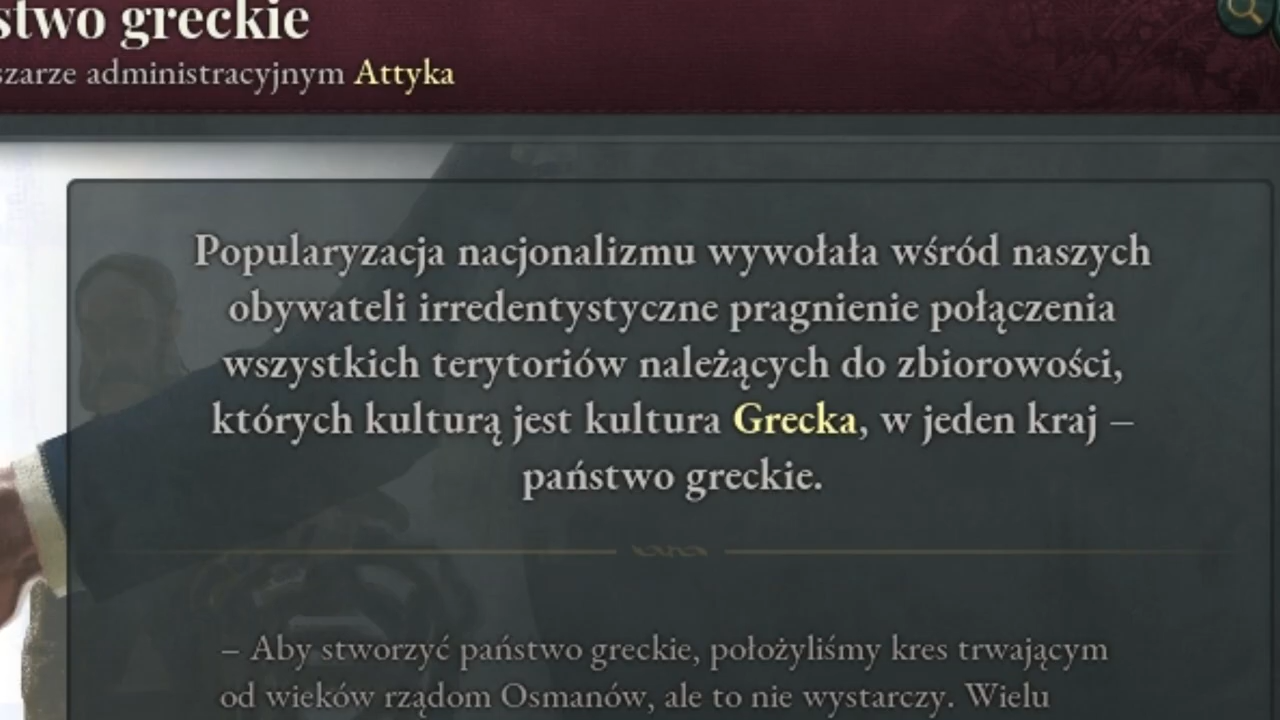 greckie
administracyjnym Attyka
Popularyzacja nacjonalizmu wywołała wśród naszych
obywateli irredentystyczne pragnienie połączenia
wszystkich terytoriów należących do zbiorowości,
których kulturą jest kultura Grecka, w jeden kraj –
państwo greckie.
– Aby stworzyć państwo greckie, położyliśmy kres trwającym
od wieków rządom Osmanów, ale to nie wystarczy. Wielu